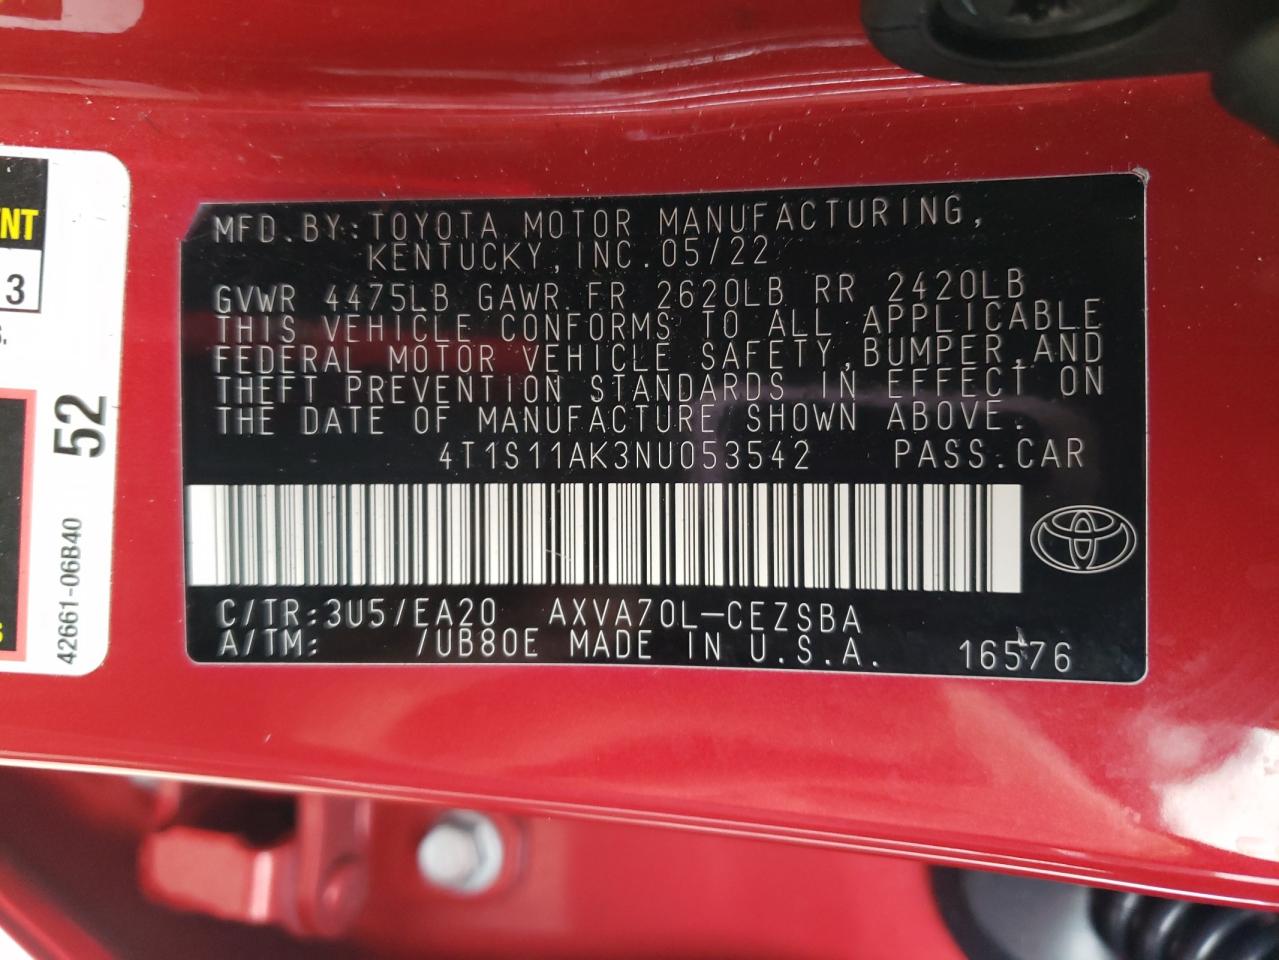 MFD.BY:TOYOTA MOTOR MANUFACTURING,
KENTUCKY,INC.05/22
GVWR 4475LB GAWR FR 2620LB RR 2420LB
THIS VEHICLE CONFORMS TO ALL APPLICABLE
FEDERAL MOTOR VEHICLE SAFETY,BUMPER,AND
THEFT PREVENTION STANDARDS IN EFFECT ON
THE DATE OF MANUFACTURE SHOWN ABOVE.
4T1S11AK3NU053542 PASS.CAR
C/TR:3U5/EA20 AXVA70L-CEZSBA
A/TM: /UB80E MADE IN U.S.A. 16576
3
52
42661-06B40